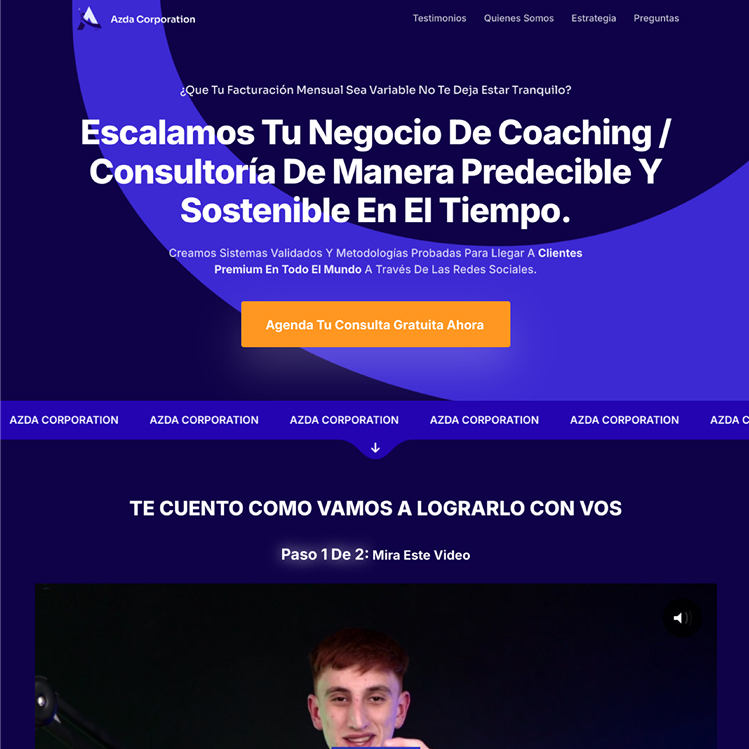 Azda Corporation
Testimonios Quienes Somos Estrategia Preguntas
¿Que Tu Facturación Mensual Sea Variable No Te Deja Estar Tranquilo?
Escalamos Tu Negocio De Coaching /
Consultoría De Manera Predecible Y
Sostenible En El Tiempo.
Creamos Sistemas Validados Y Metodologías Probadas Para Llegar A Clientes
Premium En Todo El Mundo A Través De Las Redes Sociales.
Agenda Tu Consulta Gratuita Ahora
AZDA CORPORATION AZDA CORPORATION AZDA CORPORATION AZDA CORPORATION AZDA CORPORATION AZDA C
TE CUENTO COMO VAMOS A LOGRARLO CON VOS
Paso 1 De 2: Mira Este Video